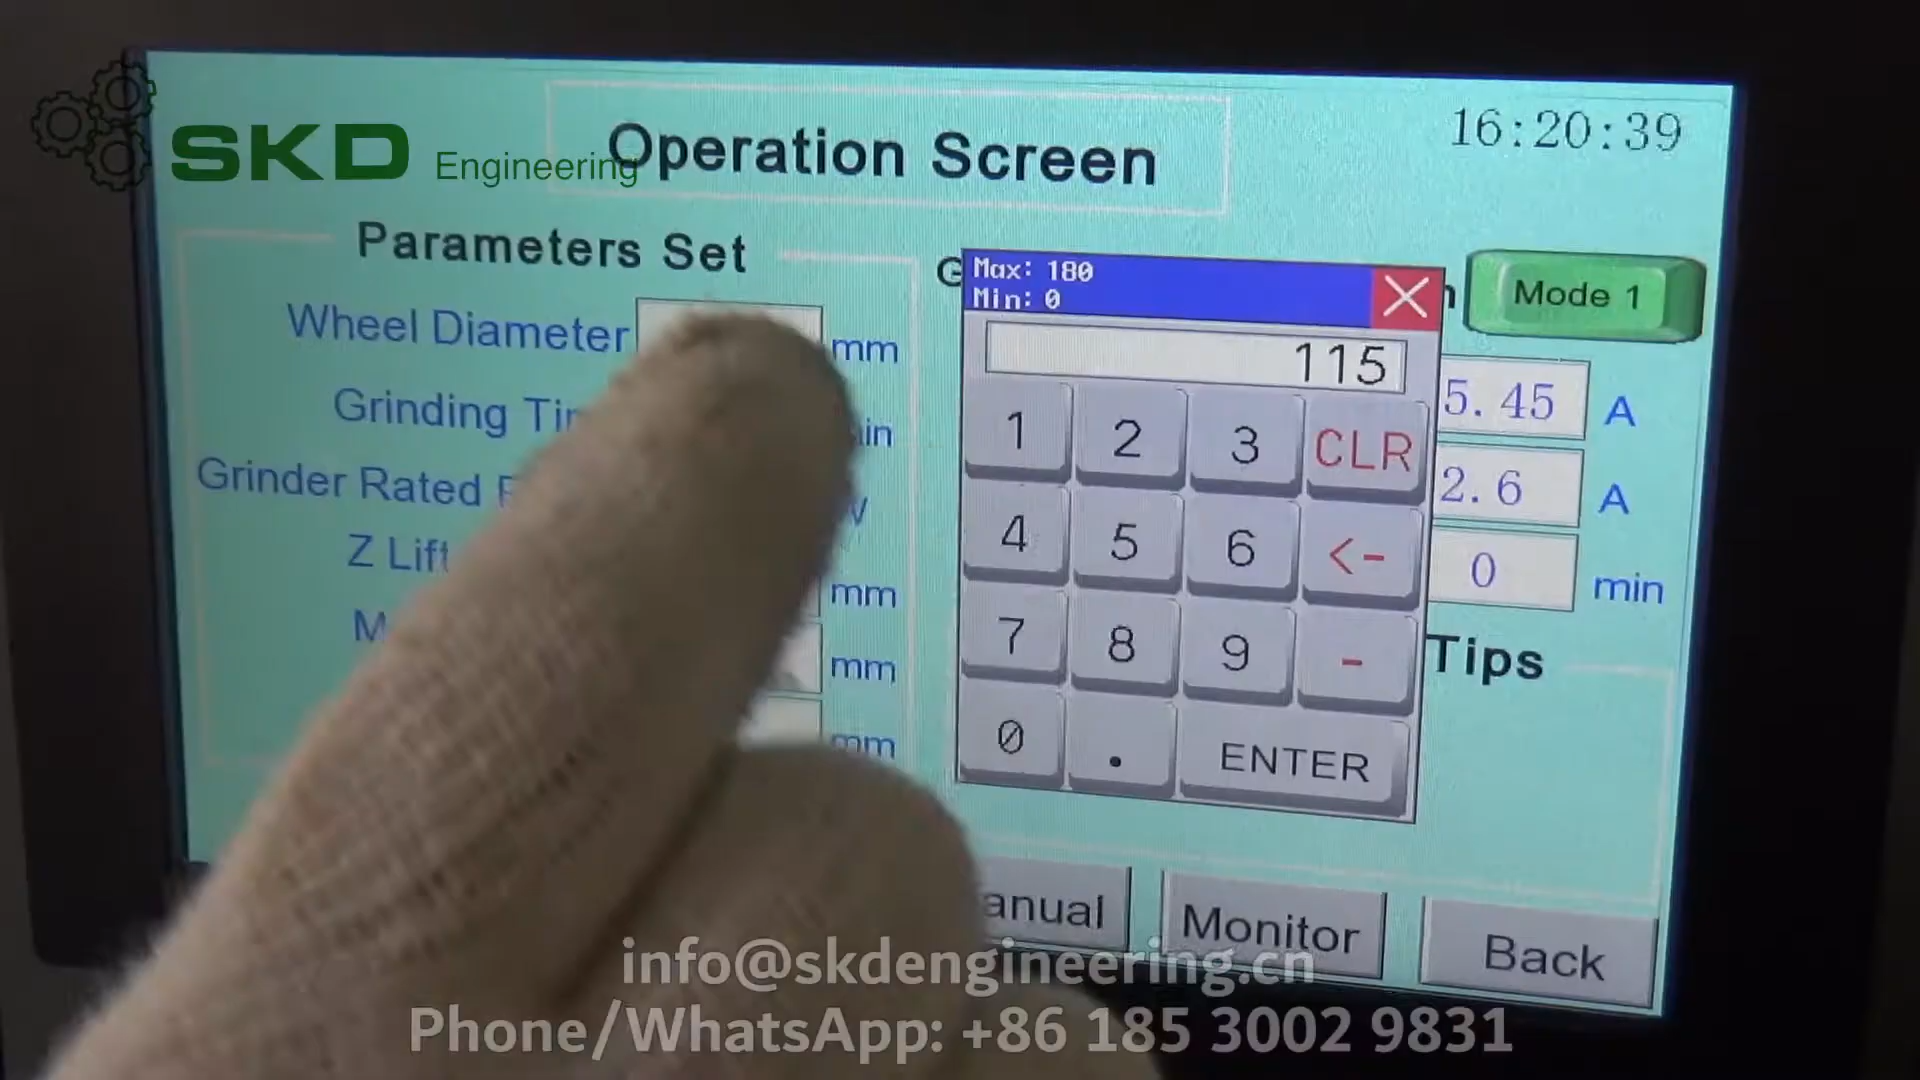 SKD Engineering
Operation Screen
16:20:39
Parameters Set
Wheel Diameter mm
Grinding
Grinder Rated
Z Lift mm
mm
mm
Max: 180
Min: 0
115
1 2 3 CLR
4 5 6 <-
7 8 9 -
0 . ENTER
Mode 1
5.45 A
2.6 A
0 min
Tips
Monitor
Back
info@skdengineering.cn
Phone/WhatsApp: +86 185 3002 9831